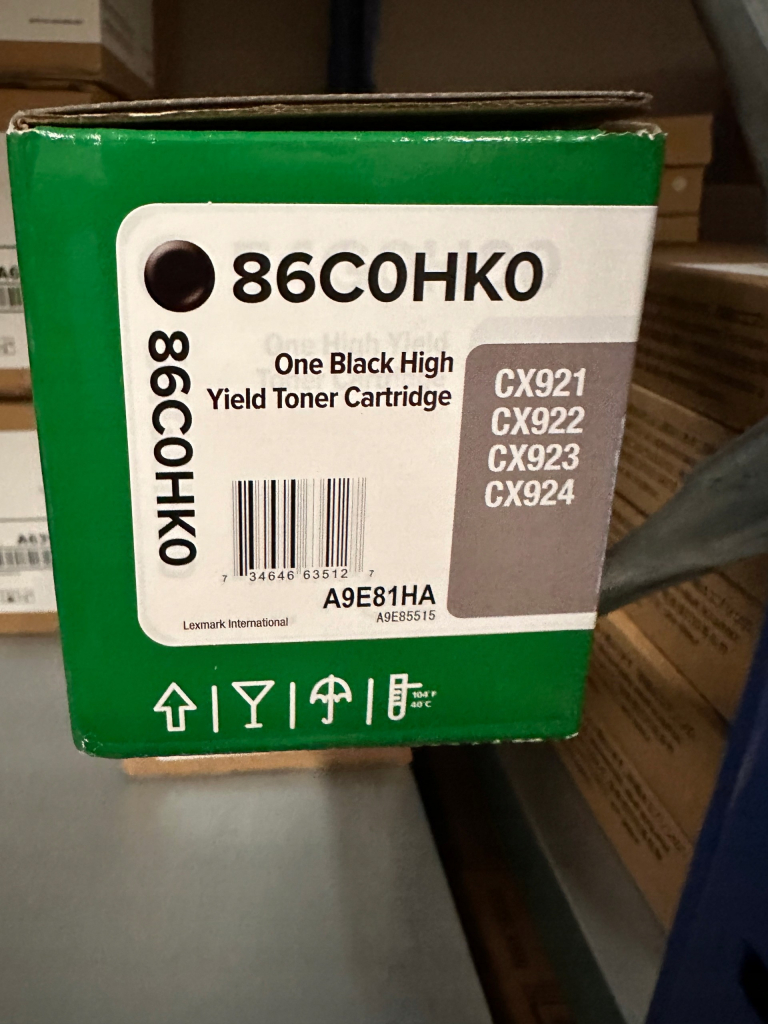 86C0HK0
86C0HK0
One Black High
Yield Toner Cartridge
CX921
CX922
CX923
CX924
7 34646 63512 7
A9E81HA
A9E85515
Lexmark International
104°F
40°C